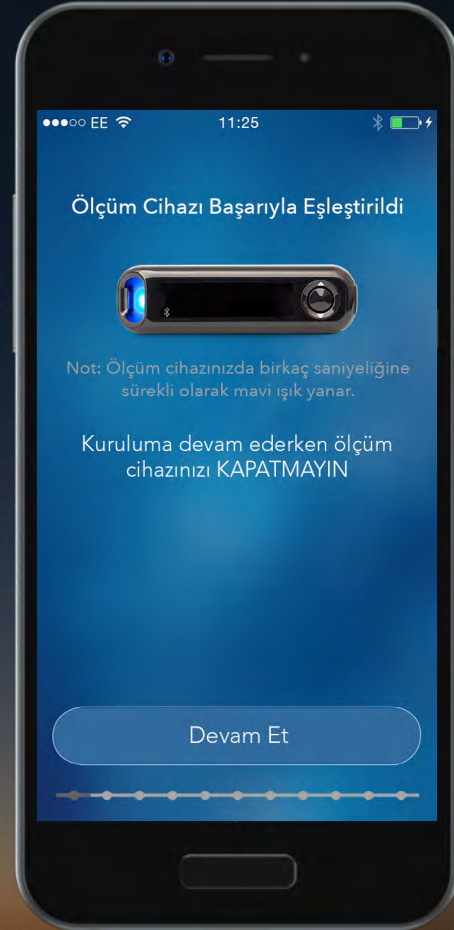 EE 11:25
Ölçüm Cihazı Başarıyla Eşleştirildi
Not: Ölçüm cihazınızda birkaç saniyeliğine
sürekli olarak mavi ışık yanar.
Kuruluma devam ederken ölçüm
cihazınızı KAPATMAYIN
Devam Et